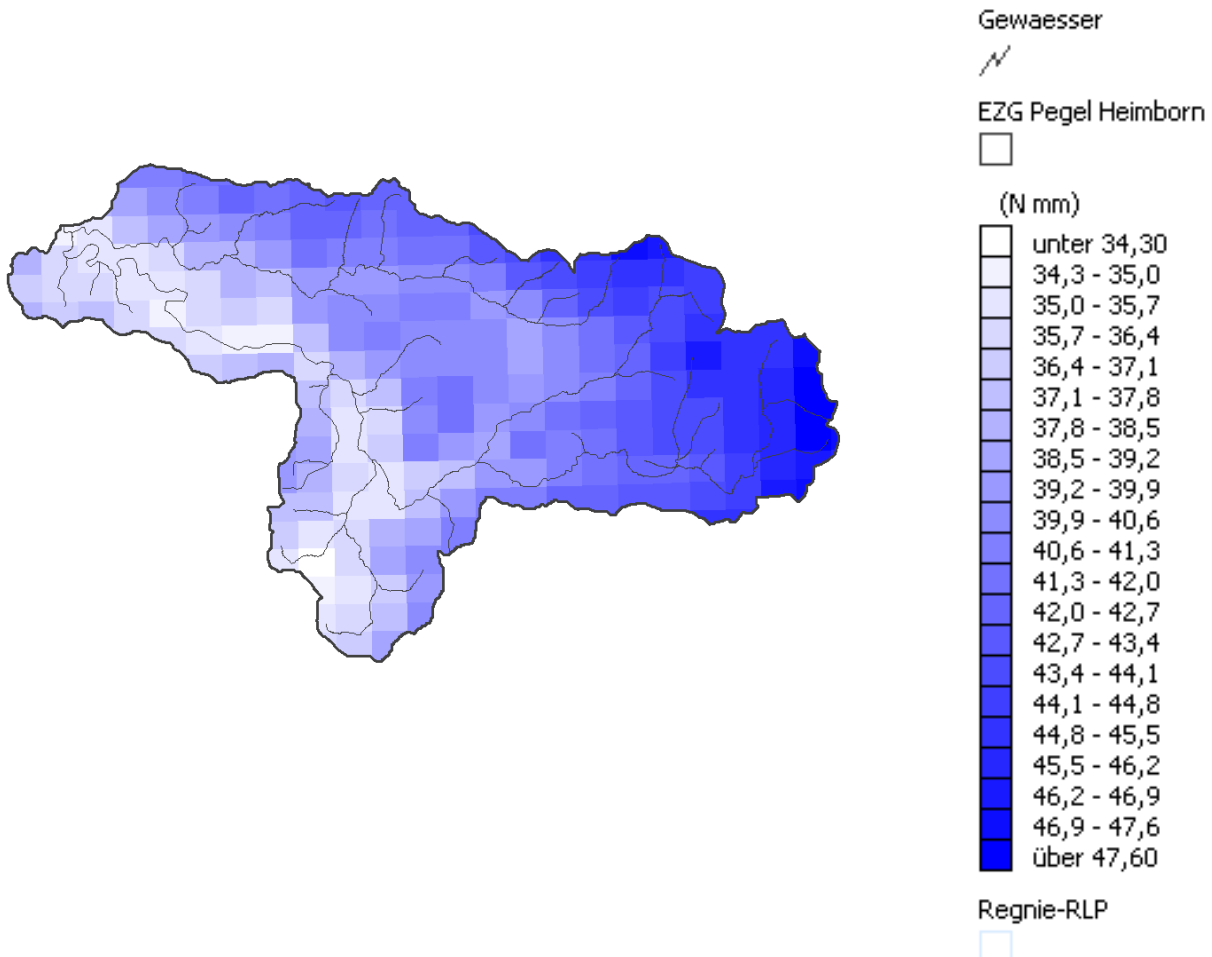 Gewaesser
EZG Pegel Heimborn
(N mm)
unter 34,30
34,3 - 35,0
35,0 - 35,7
35,7 - 36,4
36,4 - 37,1
37,1 - 37,8
37,8 - 38,5
38,5 - 39,2
39,2 - 39,9
39,9 - 40,6
40,6 - 41,3
41,3 - 42,0
42,0 - 42,7
42,7 - 43,4
43,4 - 44,1
44,1 - 44,8
44,8 - 45,5
45,5 - 46,2
46,2 - 46,9
46,9 - 47,6
über 47,60
Regnie-RLP